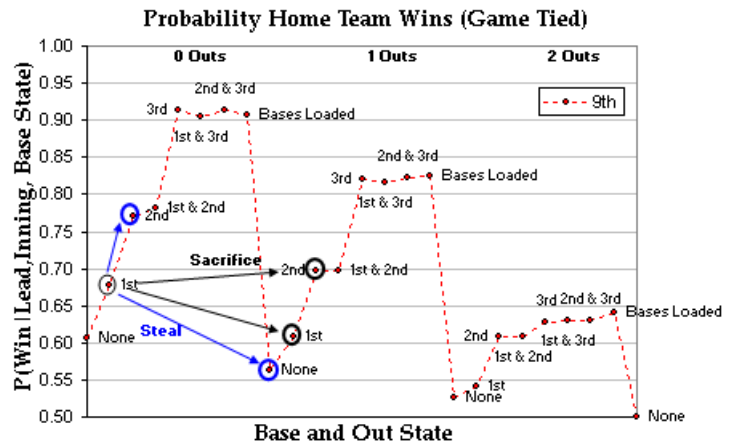 Probability Home Team Wins (Game Tied)
P(Win|Lead,Inning, Base State)
1.00
0.95
0.90
0.85
0.80
0.75
0.70
0.65
0.60
0.55
0.50
0 Outs
1 Outs
2 Outs
9th
None
1st
2nd
1st & 2nd
3rd
1st & 3rd
2nd & 3rd
Bases Loaded
Sacrifice
Steal
None
1st
2nd
1st & 2nd
3rd
1st & 3rd
2nd & 3rd
Bases Loaded
None
1st
2nd
1st & 2nd
3rd
1st & 3rd
2nd & 3rd
Bases Loaded
None
Base and Out State